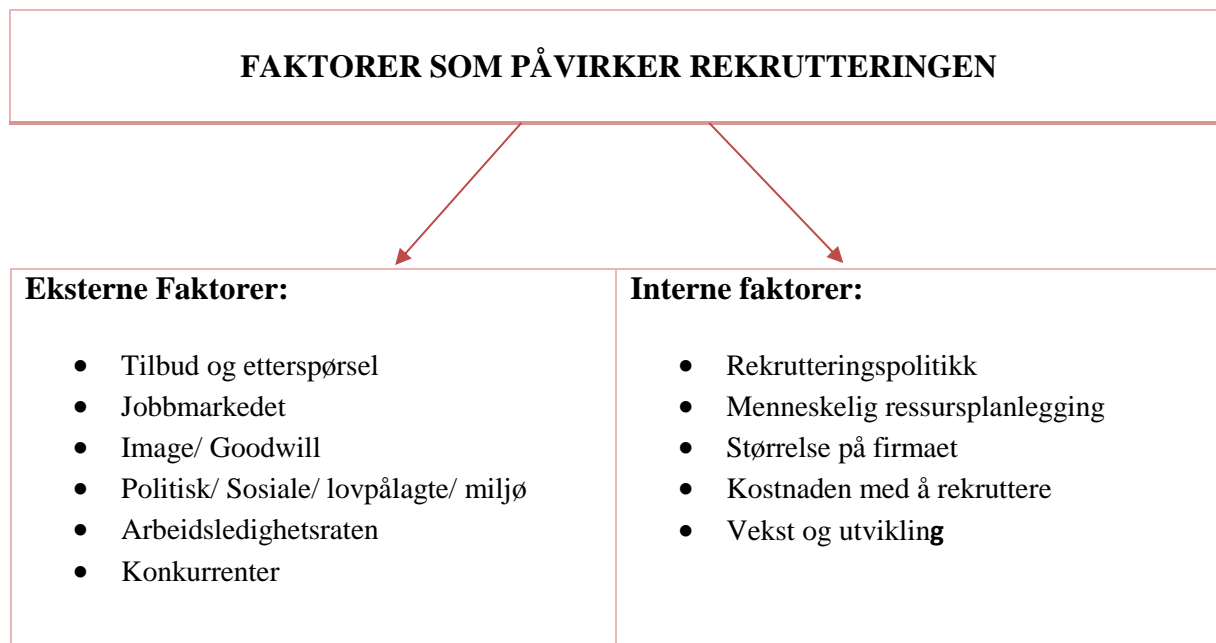 FAKTORER SOM PÅVIRKER REKRUTTERINGEN
Eksterne Faktorer:
• Tilbud og etterspørsel
• Jobbmarkedet
• Image/ Goodwill
• Politisk/ Sosiale/ lovpålagte/ miljø
• Arbeidsledighetsraten
• Konkurrenter
Interne faktorer:
• Rekrutteringspolitikk
• Menneskelig ressursplanlegging
• Størrelse på firmaet
• Kostnaden med å rekruttere
• Vekst og utvikling